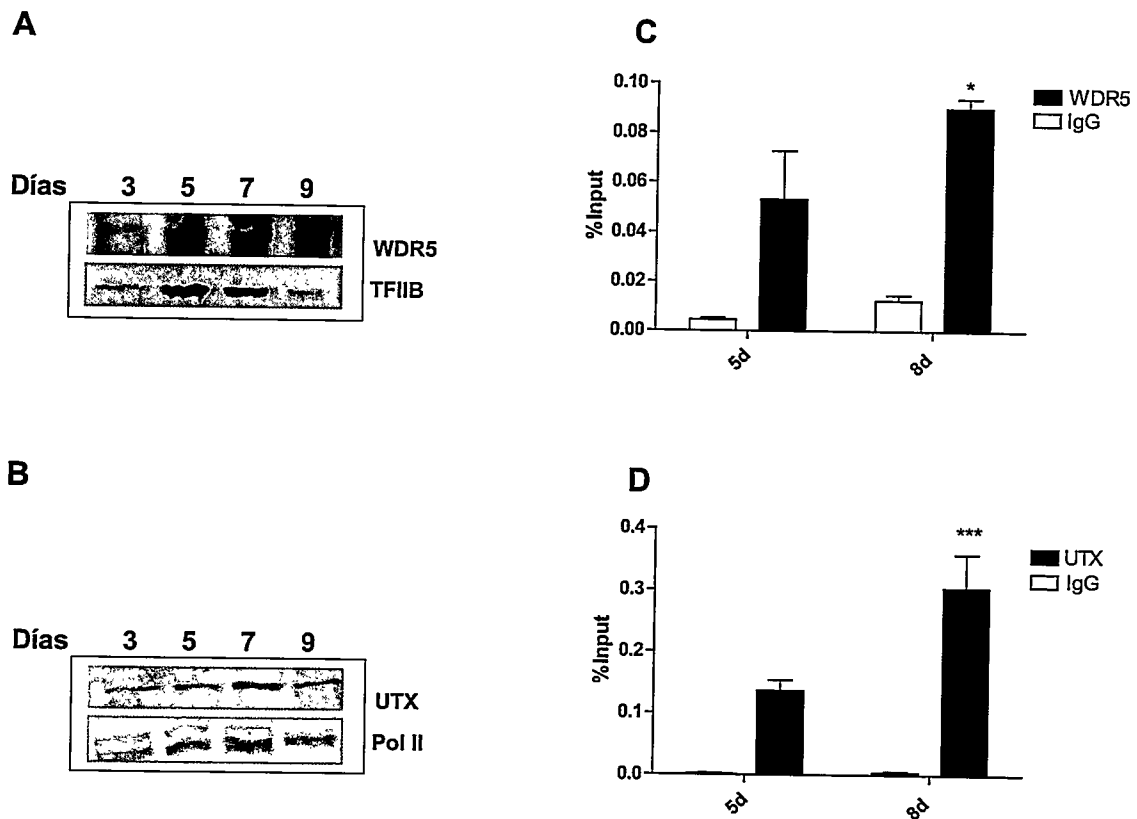 A
Días 3 5 7 9
WDR5
TFIIB
B
Días 3 5 7 9
UTX
Pol II
C
%Input
0.10
0.08
0.06
0.04
0.02
0.00
*
WDR5
IgG
5d
8d
D
%Input
0.4
0.3
0.2
0.1
0.0
***
UTX
IgG
5d
8d